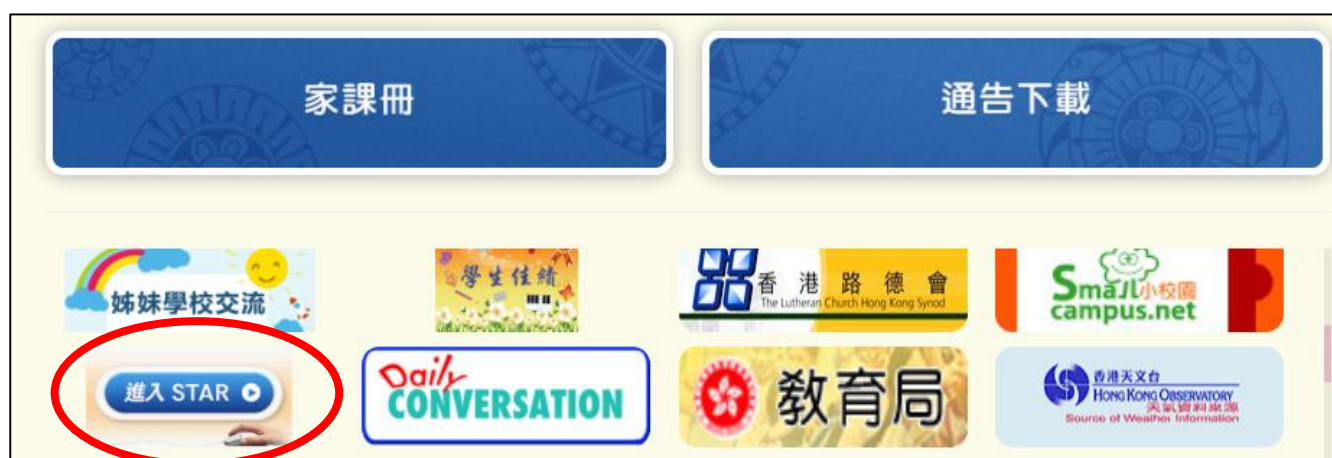 家課冊
通告下載
姊妹學校交流
學生佳績
香港路德會
The Lutheran Church Hong Kong Synod
Small小校園
campus.net
進入 STAR
Daily
CONVERSATION
教育局
香港天文台
HONG KONG OBSERVATORY
天氣資料來源
Source of Weather Information